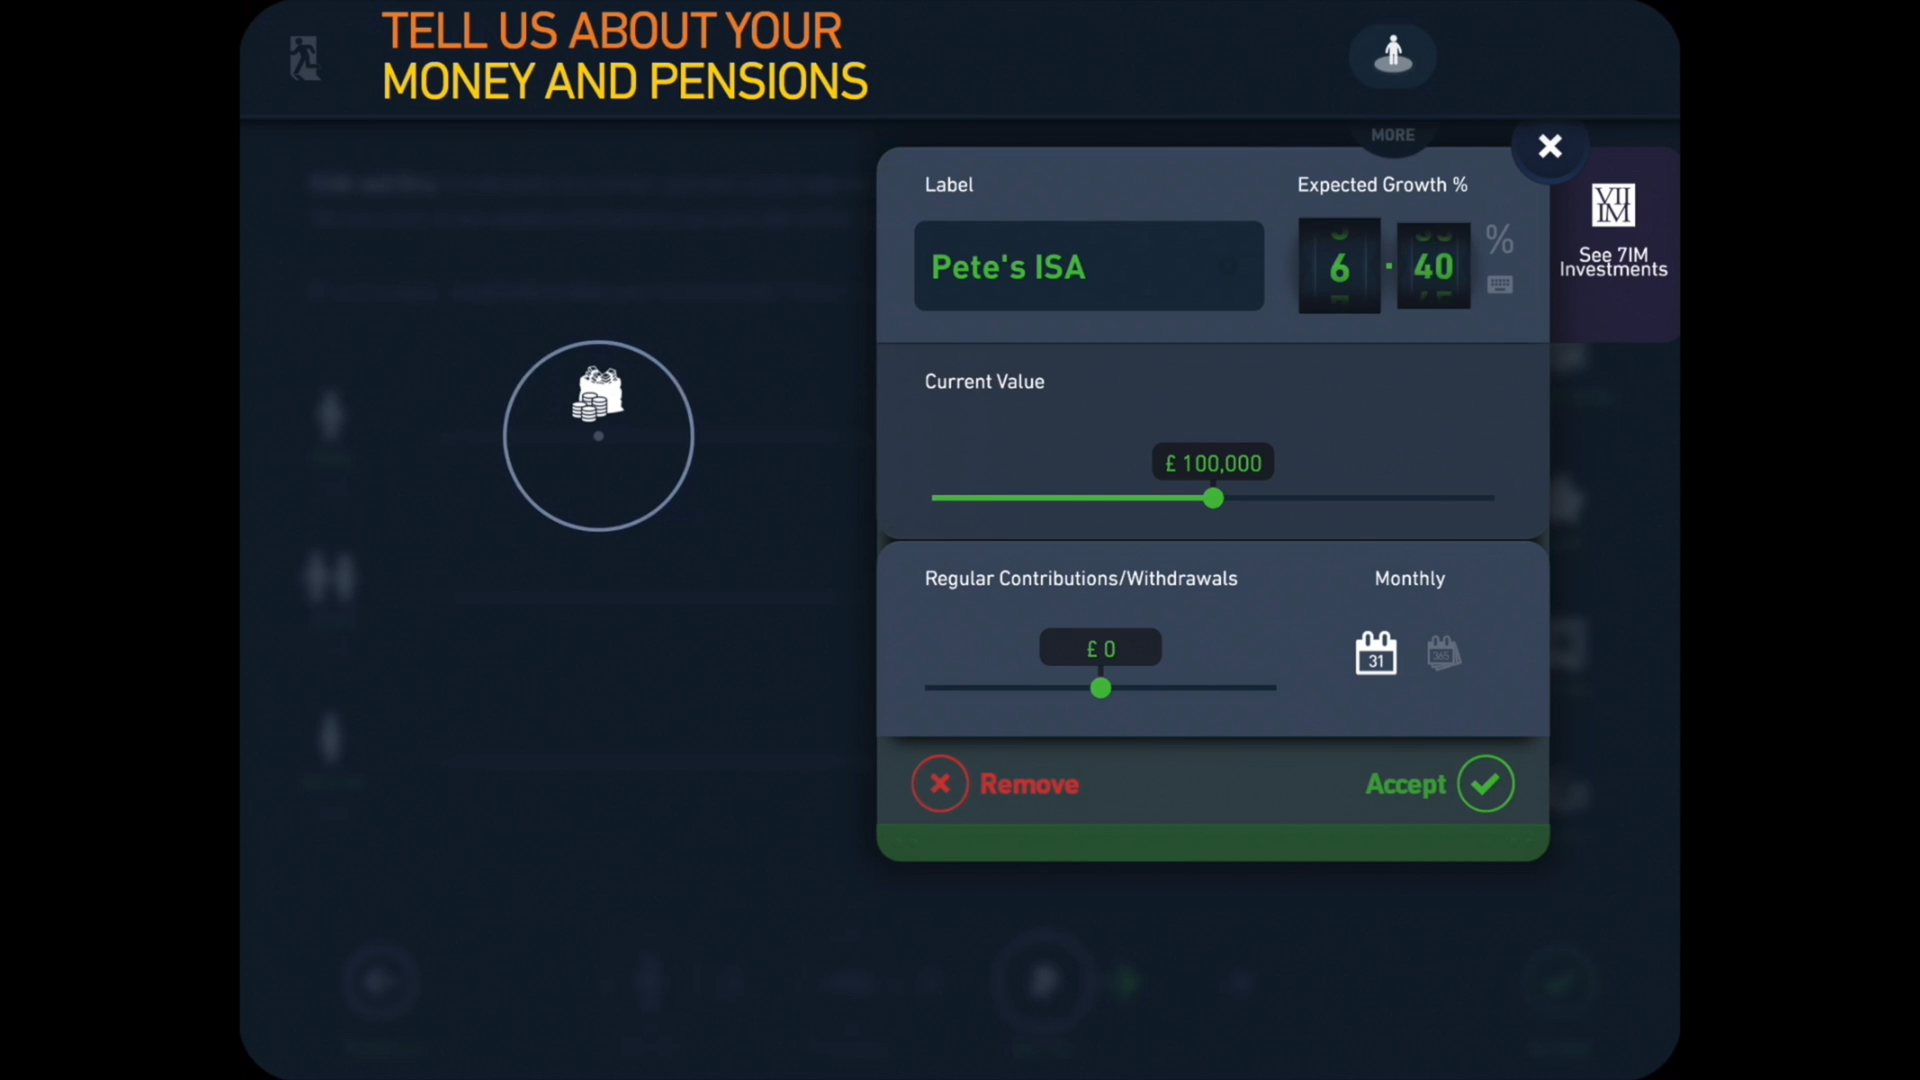 TELL US ABOUT YOUR
MONEY AND PENSIONS
MORE
Label
Expected Growth %
Pete's ISA
6 . 40
%
VII
IM
See 7IM
Investments
Current Value
£ 100,000
Regular Contributions/Withdrawals
Monthly
£ 0
31
365
Remove
Accept